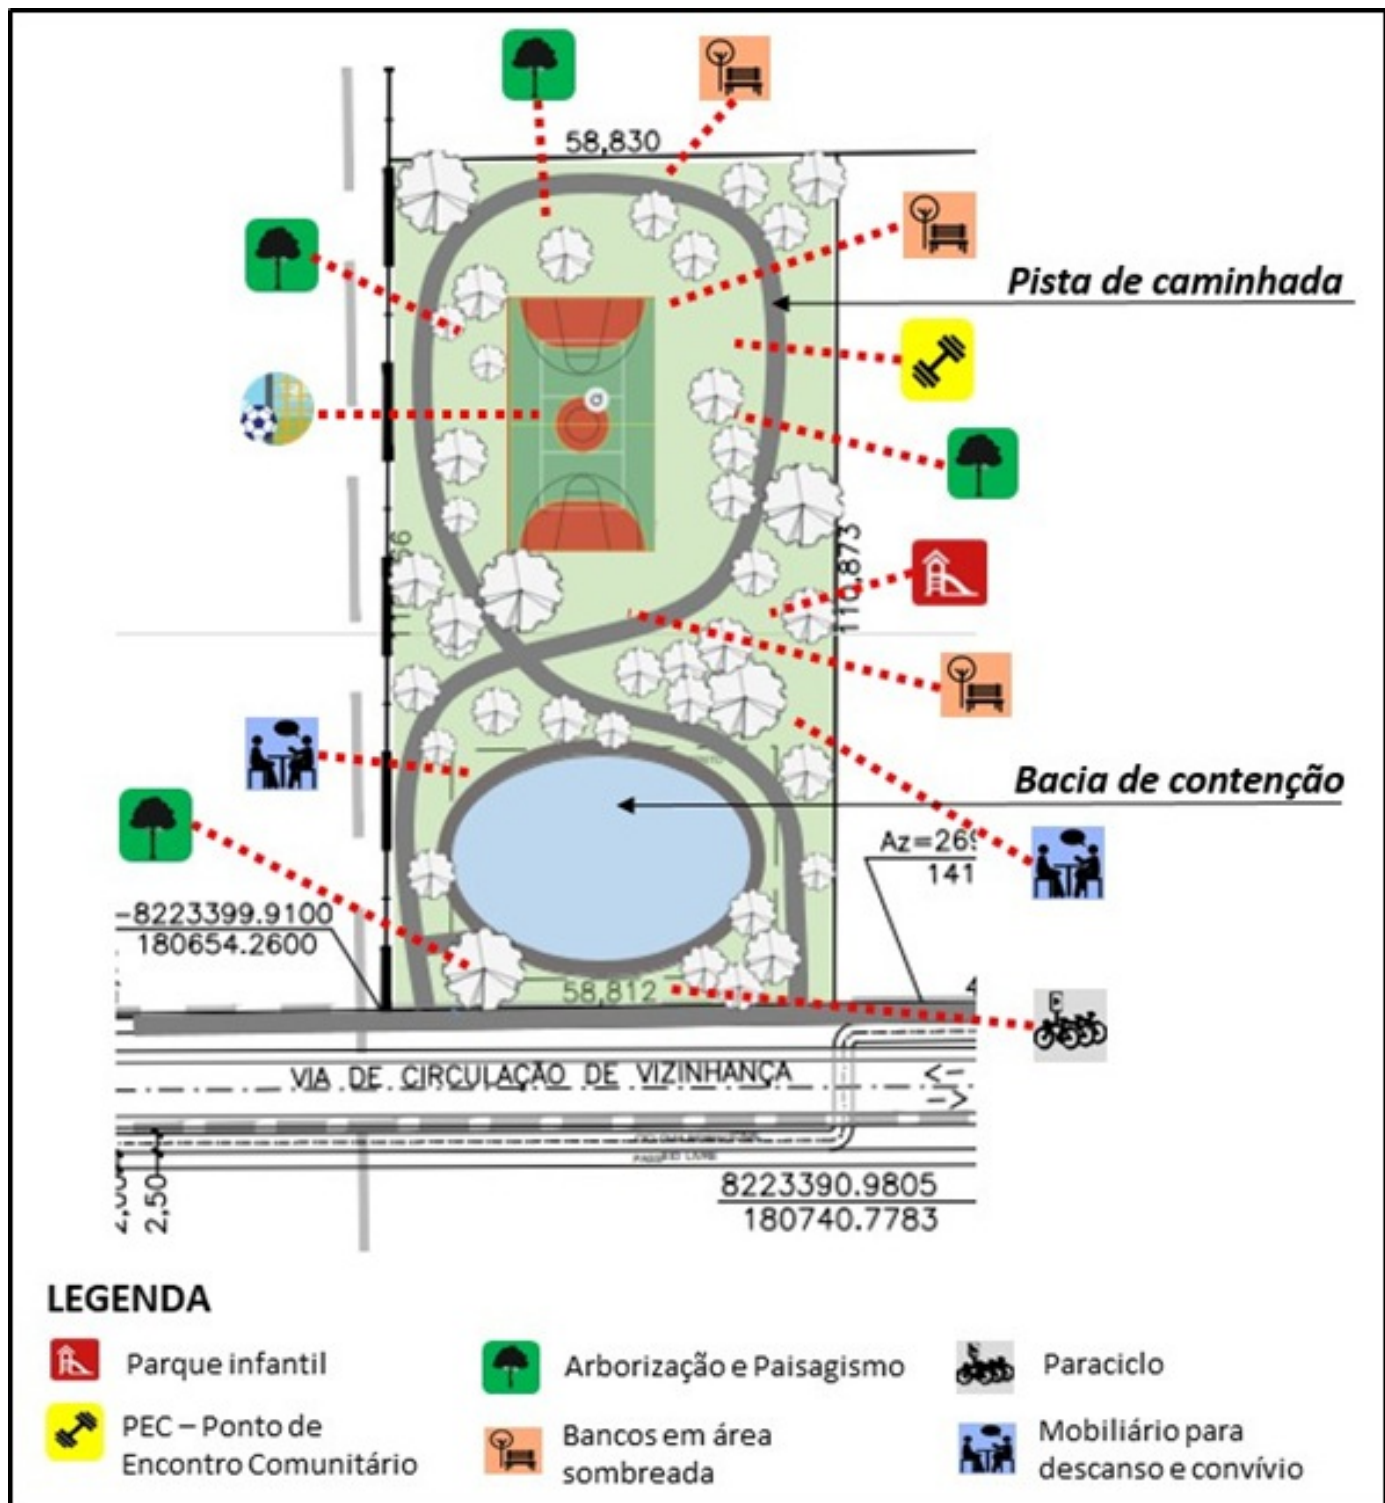 58,830
Pista de caminhada
110,873
Bacia de contenção
Az=269
141
-8223399.9100
180654.2600
58,812
4
VIA DE CIRCULAÇÃO DE VIZINHANÇA
2,50
8223390.9805
180740.7783
LEGENDA
Parque infantil
Arborização e Paisagismo
Paraciclo
PEC – Ponto de
Encontro Comunitário
Bancos em área
sombreada
Mobiliário para
descanso e convívio